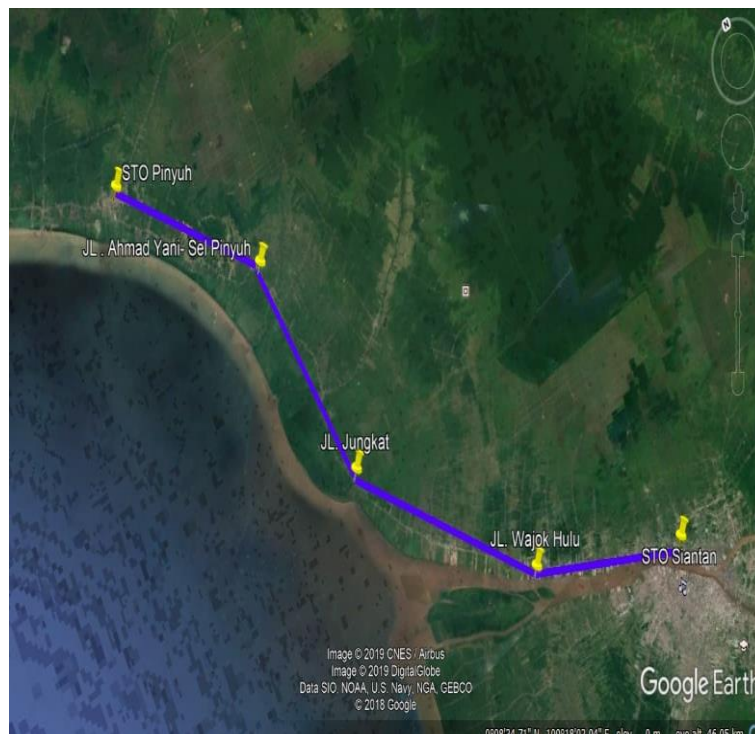 STO Pinyuh
JL . Ahmad Yani- Sel Pinyuh
JL. Jungkat
JL. Wajok Hulu
STO Siantan
Image © 2019 CNES / Airbus
Image © 2019 DigitalGlobe
Data SIO, NOAA, U.S. Navy, NGA, GEBCO
© 2018 Google
Google Earth